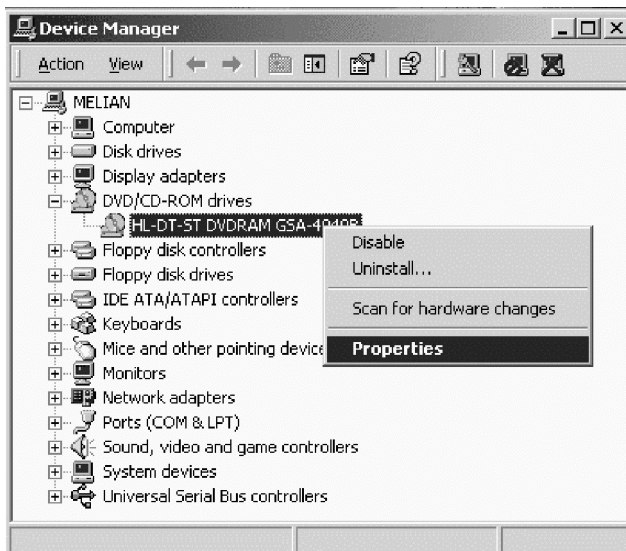 Device Manager
Action View
MELIAN
Computer
Disk drives
Display adapters
DVD/CD-ROM drives
HL-DT-ST DVDRAM GSA-4040B
Disable
Uninstall...
Scan for hardware changes
Properties
Floppy disk controllers
Floppy disk drives
IDE ATA/ATAPI controllers
Keyboards
Mice and other pointing device
Monitors
Network adapters
Ports (COM & LPT)
Sound, video and game controllers
System devices
Universal Serial Bus controllers